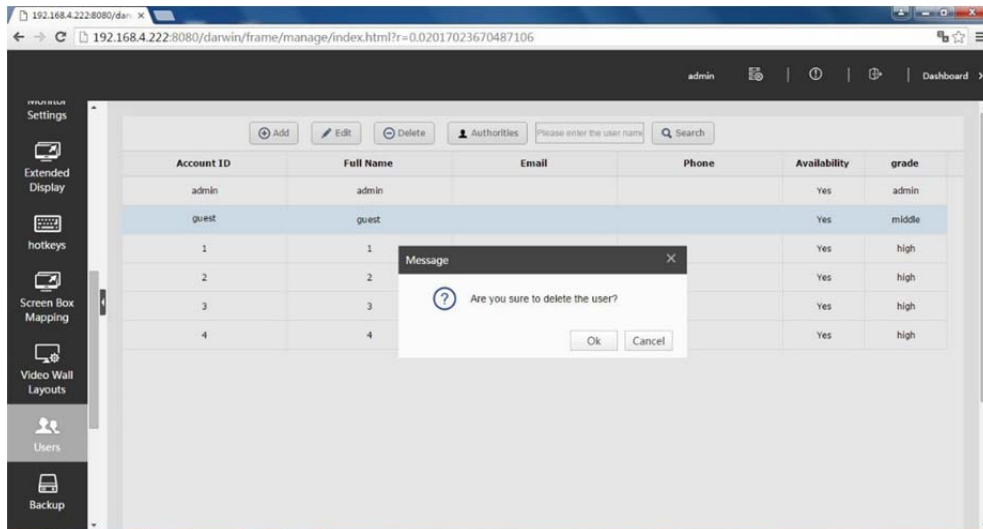 192.168.4.222:8080/dar
192.168.4.222:8080/darwin/frame/manage/index.html?r=0.02017023670487106
admin
Dashboard
Settings
Extended
Display
hotkeys
Screen Box
Mapping
Video Wall
Layouts
Users
Backup
Add Edit Delete Authorities Please enter the user name Search
Account ID Full Name Email Phone Availability grade
admin admin Yes admin
guest guest Yes middle
1 1 Yes high
2 2 Yes high
3 3 Yes high
4 4 Yes high
Message
Are you sure to delete the user?
Ok Cancel